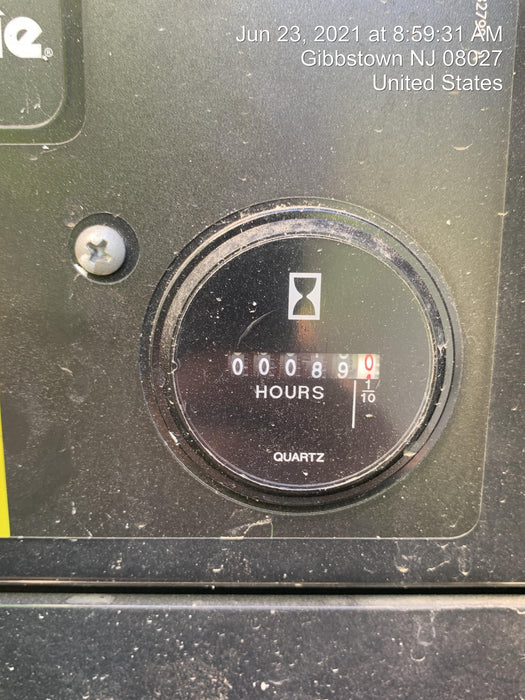 Jun 23, 2021 at 8:59:31 AM
Gibbstown NJ 08027
United States
ie®
000890
HOURS
1/10
QUARTZ